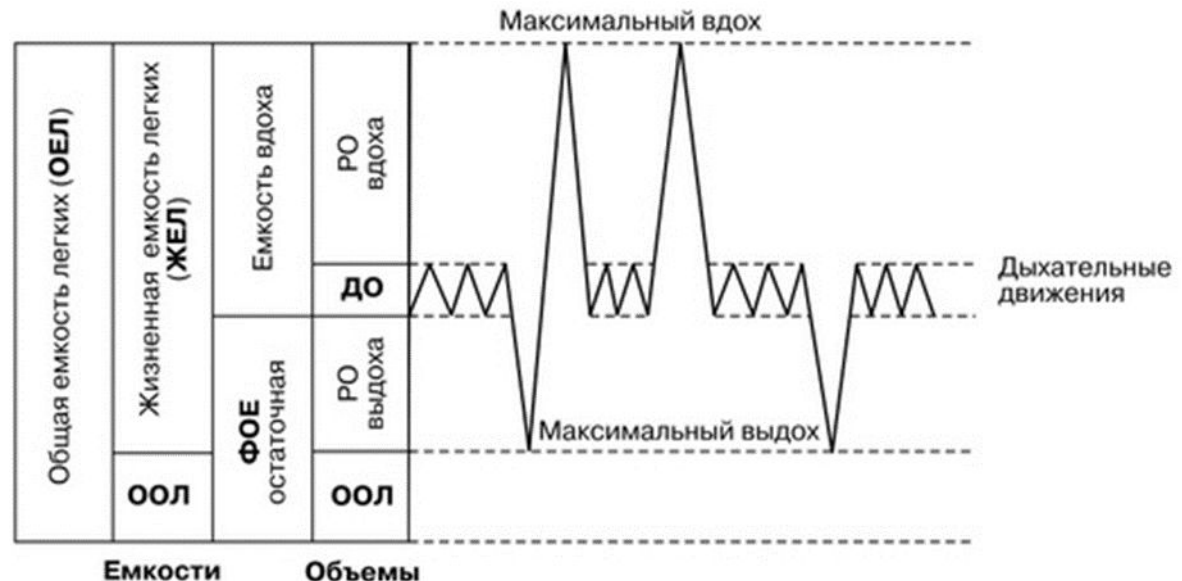 Максимальный вдох
Общая емкость легких (ОЕЛ)
Жизненная емкость легких
(ЖЕЛ)
Емкость вдоха
РО
вдоха
ДО
Дыхательные
движения
ФОЕ
остаточная
РО
выдоха
Максимальный выдох
ООЛ
ООЛ
Емкости
Объемы